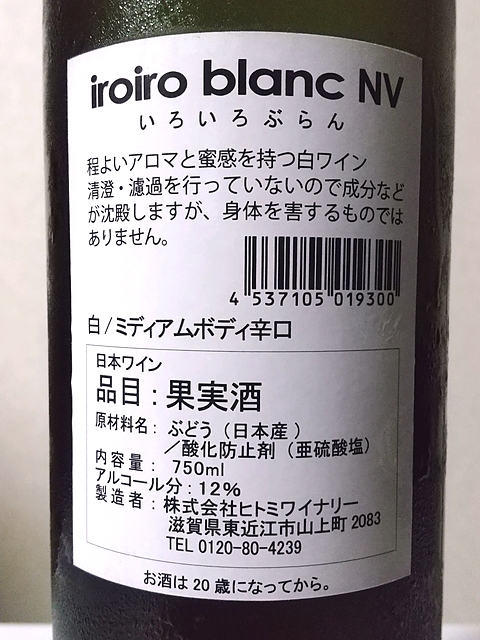 iroiro blanc NV
いろいろぶらん
程よいアロマと蜜感を持つ白ワイン
清澄・濾過を行っていないので成分など
が沈殿しますが、身体を害するものでは
ありません。
4 537105 019300
白/ミディアムボディ辛口
日本ワイン
品目:果実酒
原材料名:ぶどう(日本産)
/酸化防止剤(亜硫酸塩)
内容量:750ml
アルコール分:12%
製造者:株式会社ヒトミワイナリー
滋賀県東近江市山上町2083
TEL 0120-80-4239
お酒は20歳になってから。